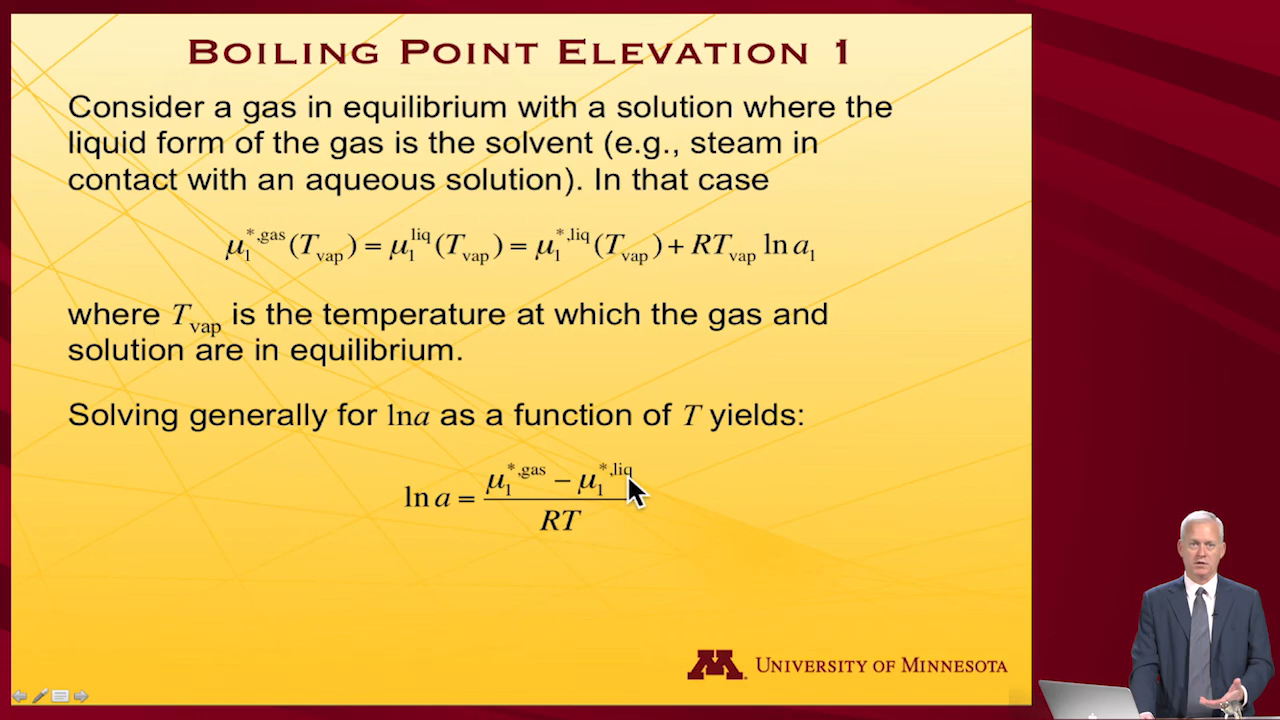 BOILING POINT ELEVATION 1
Consider a gas in equilibrium with a solution where the
liquid form of the gas is the solvent (e.g., steam in
contact with an aqueous solution). In that case
μ₁^{*,gas}(T_vap) = μ₁^{liq}(T_vap) = μ₁^{*,liq}(T_vap) + RT_vap ln a₁
where T_vap is the temperature at which the gas and
solution are in equilibrium.
Solving generally for lna as a function of T yields:
ln a = (μ₁^{*,gas} − μ₁^{*,liq}) / RT
M
UNIVERSITY OF MINNESOTA